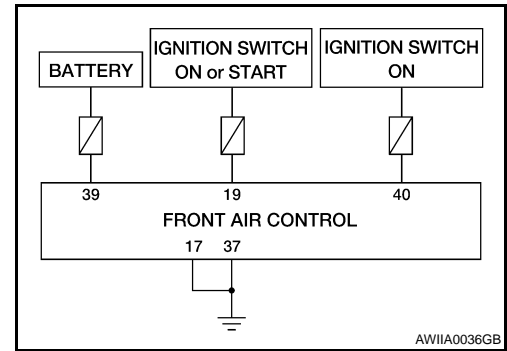 BATTERY
IGNITION SWITCH
ON or START
IGNITION SWITCH
ON
39
19
40
FRONT AIR CONTROL
17 37
AWIIA0036GB